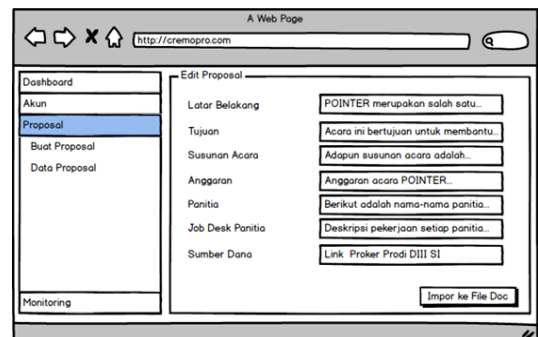 A Web Page
http://cremopro.com
Dashboard
Akun
Proposal
Buat Proposal
Data Proposal
Monitoring
Edit Proposal
Latar Belakang POINTER merupakan salah satu...
Tujuan Acara ini bertujuan untuk membantu...
Susunan Acara Adapun susunan acara adalah...
Anggaran Anggaran acara POINTER...
Panitia Berikut adalah nama-nama panitia...
Job Desk Panitia Deskripsi pekerjaan setiap panitia...
Sumber Dana Link Proker Prodi DIII SI
Impor ke File Doc